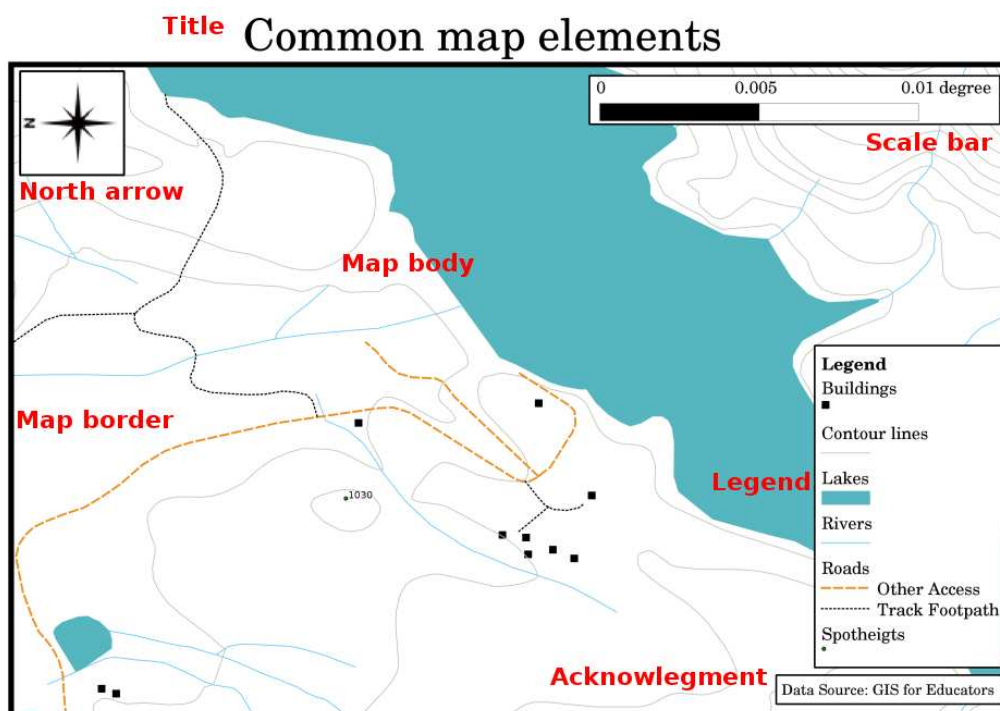 Title Common map elements
0 0.005 0.01 degree
N
Scale bar
North arrow
Map body
Legend
Buildings
Map border
Contour lines
Legend Lakes
1030
Rivers
Roads
Other Access
Track Footpath
Spotheigts
Acknowlegment
Data Source: GIS for Educators